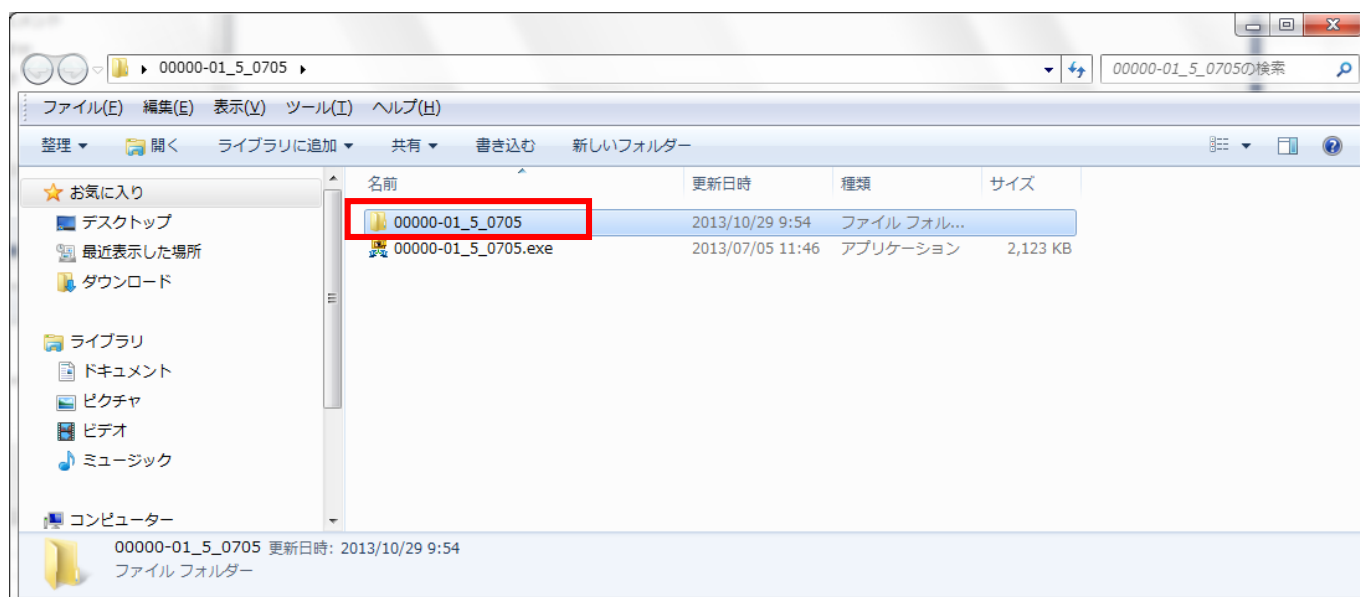 00000-01_5_0705
00000-01_5_0705の検索
ファイル(F) 編集(E) 表示(V) ツール(T) ヘルプ(H)
整理 開く ライブラリに追加 共有 書き込む 新しいフォルダー
お気に入り
デスクトップ
最近表示した場所
ダウンロード
ライブラリ
ドキュメント
ピクチャ
ビデオ
ミュージック
コンピューター
名前 更新日時 種類 サイズ
00000-01_5_0705 2013/10/29 9:54 ファイル フォル...
00000-01_5_0705.exe 2013/07/05 11:46 アプリケーション 2,123 KB
00000-01_5_0705 更新日時: 2013/10/29 9:54
ファイル フォルダー